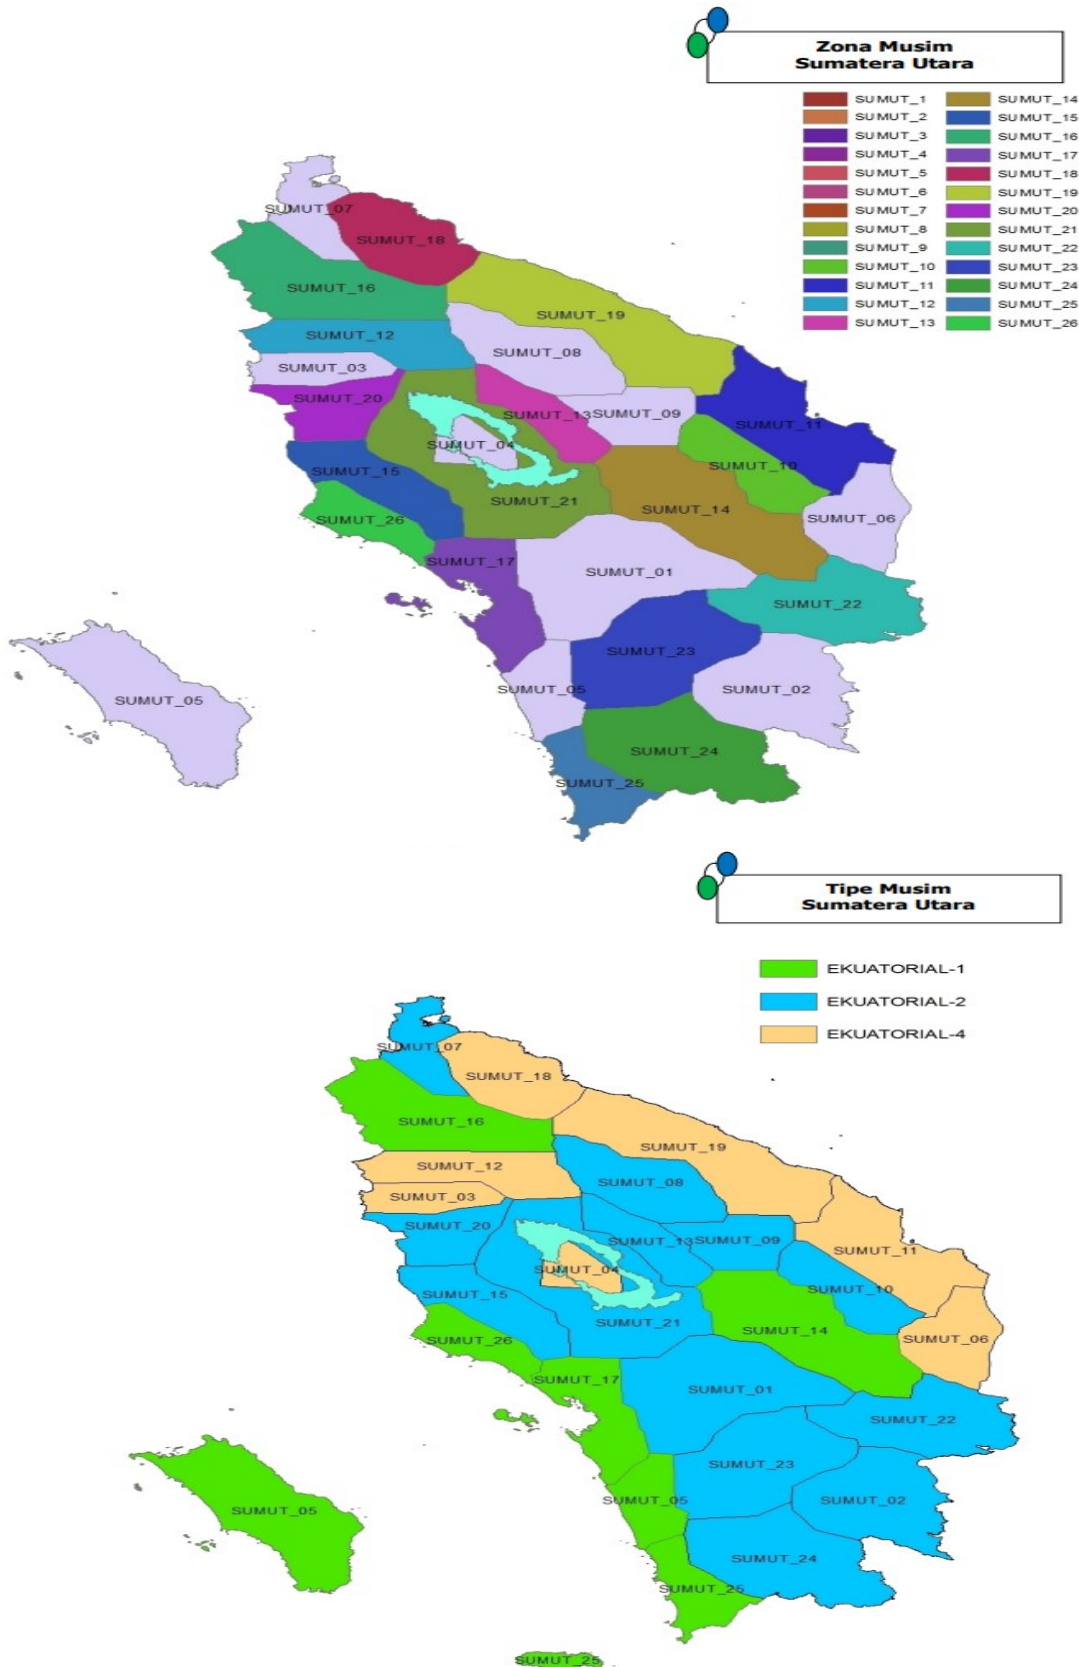 Zona Musim
Sumatera Utara
SUMUT_1 SUMUT_14
SUMUT_2 SUMUT_15
SUMUT_3 SUMUT_16
SUMUT_4 SUMUT_17
SUMUT_5 SUMUT_18
SUMUT_6 SUMUT_19
SUMUT_7 SUMUT_20
SUMUT_8 SUMUT_21
SUMUT_9 SUMUT_22
SUMUT_10 SUMUT_23
SUMUT_11 SUMUT_24
SUMUT_12 SUMUT_25
SUMUT_13 SUMUT_26
SUMUT_07
SUMUT_18
SUMUT_16
SUMUT_19
SUMUT_12
SUMUT_08
SUMUT_03
SUMUT_20
SUMUT_13
SUMUT_09
SUMUT_11
SUMUT_04
SUMUT_10
SUMUT_15
SUMUT_21
SUMUT_14
SUMUT_26
SUMUT_06
SUMUT_17
SUMUT_01
SUMUT_22
SUMUT_23
SUMUT_05
SUMUT_02
SUMUT_05
SUMUT_24
SUMUT_25
Tipe Musim
Sumatera Utara
EKUATORIAL-1
EKUATORIAL-2
EKUATORIAL-4
SUMUT_07
SUMUT_18
SUMUT_16
SUMUT_19
SUMUT_12
SUMUT_08
SUMUT_03
SUMUT_20
SUMUT_13
SUMUT_09
SUMUT_11
SUMUT_04
SUMUT_10
SUMUT_15
SUMUT_21
SUMUT_14
SUMUT_26
SUMUT_06
SUMUT_17
SUMUT_01
SUMUT_22
SUMUT_23
SUMUT_05
SUMUT_02
SUMUT_05
SUMUT_24
SUMUT_25
SUMUT_25